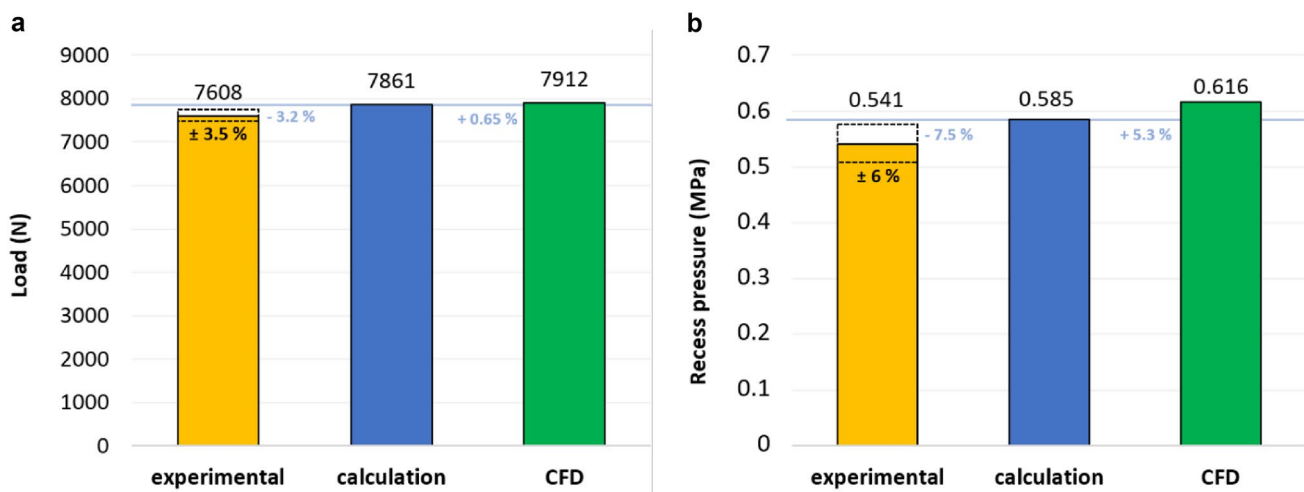 a
Load (N)
9000
8000
7000
6000
5000
4000
3000
2000
1000
0
7608
7861
7912
- 3.2 %
+ 0.65 %
± 3.5 %
experimental
calculation
CFD
b
Recess pressure (MPa)
0.7
0.6
0.5
0.4
0.3
0.2
0.1
0
0.541
0.585
0.616
- 7.5 %
+ 5.3 %
± 6 %
experimental
calculation
CFD